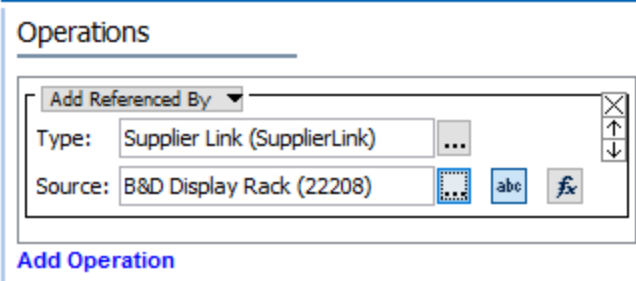 Operations
Add Referenced By
Type: Supplier Link (SupplierLink) ...
Source: B&D Display Rack (22208) ... abc fx
Add Operation